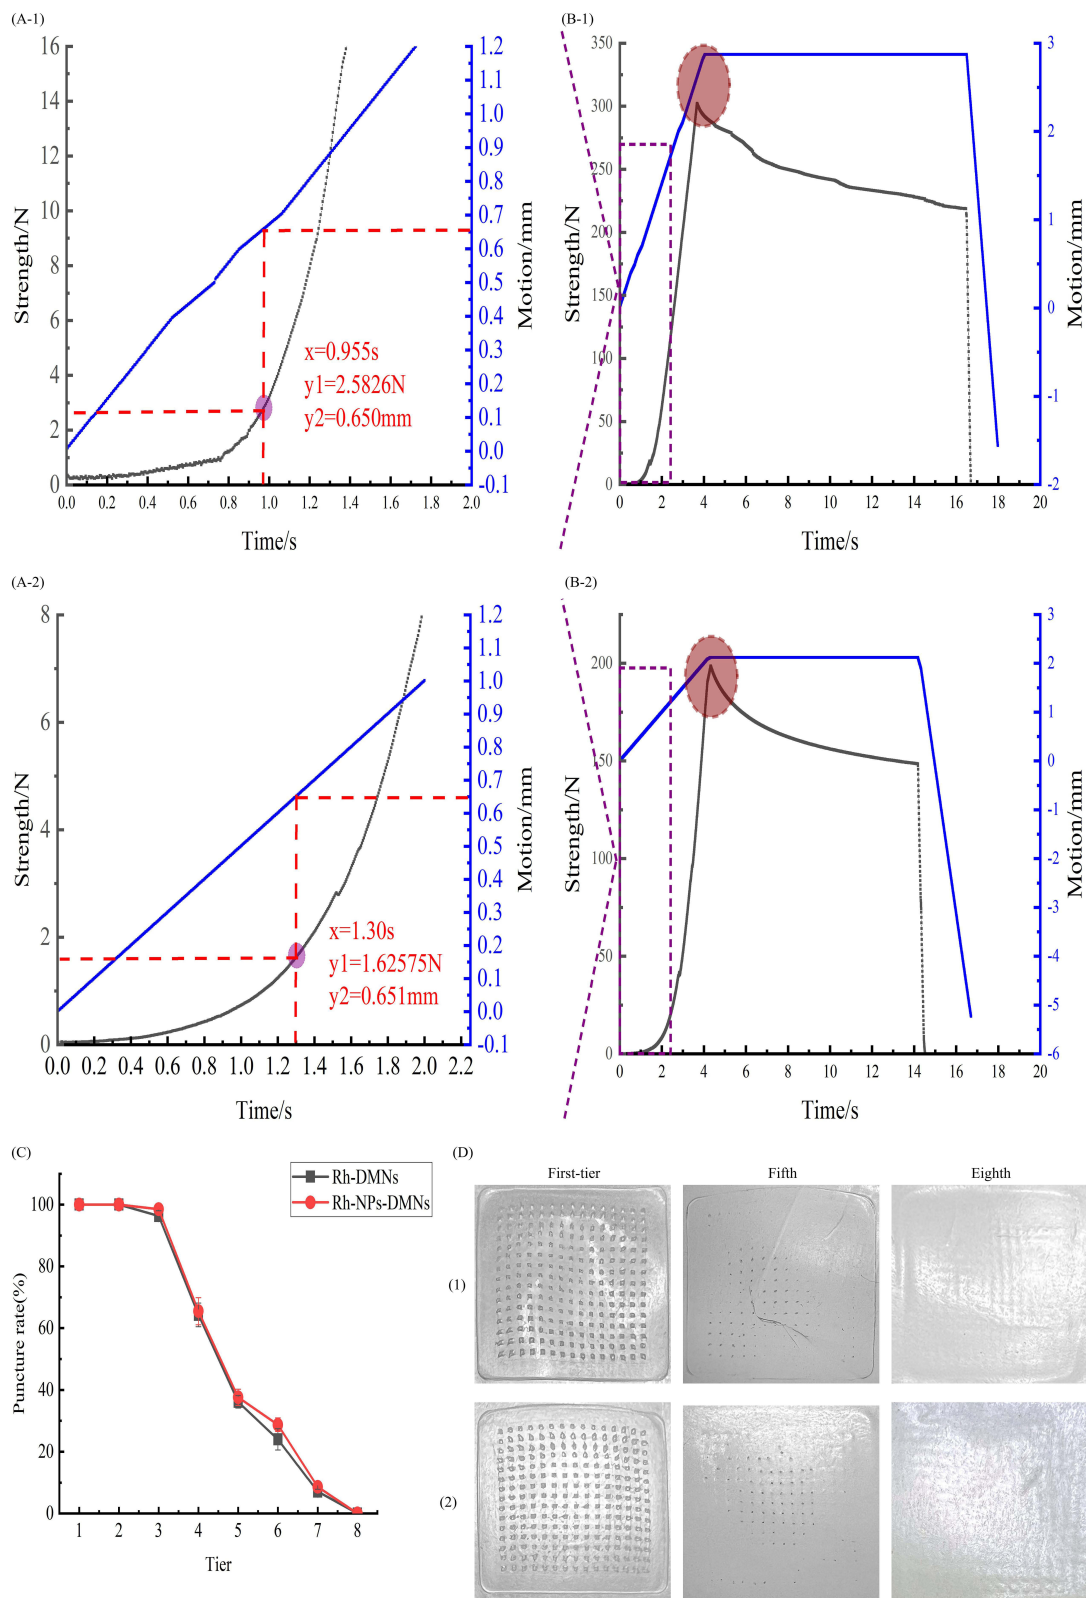 (A-1)
(B-1)
16
14
12
10
8
6
4
2
0
Strength/N
1.2
1.1
1.0
0.9
0.8
0.7
0.6
0.5
0.4
0.3
0.2
0.1
0.0
-0.1
Motion/mm
x=0.955s
y1=2.5826N
y2=0.650mm
0.0 0.2 0.4 0.6 0.8 1.0 1.2 1.4 1.6 1.8 2.0
Time/s
350
300
250
200
150
100
50
0
Strength/N
3
2
1
0
-1
-2
Motion/mm
0 2 4 6 8 10 12 14 16 18 20
Time/s
(A-2)
(B-2)
8
6
4
2
0
Strength/N
1.2
1.1
1.0
0.9
0.8
0.7
0.6
0.5
0.4
0.3
0.2
0.1
0.0
-0.1
Motion/mm
x=1.30s
y1=1.62575N
y2=0.651mm
0.0 0.2 0.4 0.6 0.8 1.0 1.2 1.4 1.6 1.8 2.0 2.2
Time/s
200
150
100
50
0
Strength/N
3
2
1
0
-1
-2
-3
-4
-5
-6
Motion/mm
0 2 4 6 8 10 12 14 16 18 20
Time/s
(C)
Rh-DMNs
Rh-NPs-DMNs
100
80
60
40
20
0
Puncture rate(%)
1 2 3 4 5 6 7 8
Tier
(D)
First-tier Fifth Eighth
(1)
(2)